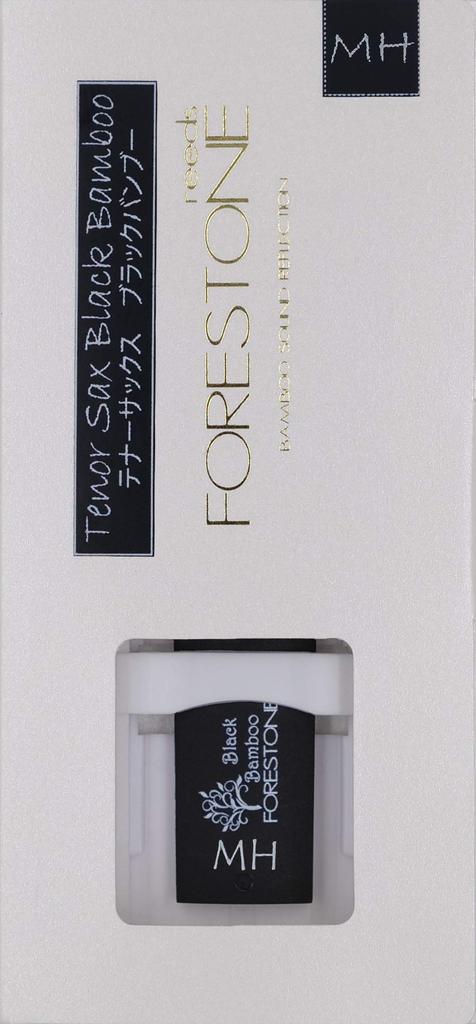 MH
Tenor Sax Black Bamboo
テナーサックス ブラックバンブー
reeds
FORESTONE
BAMBOO SOUND REFLECTION
Black
Bamboo
FORESTONE
MH